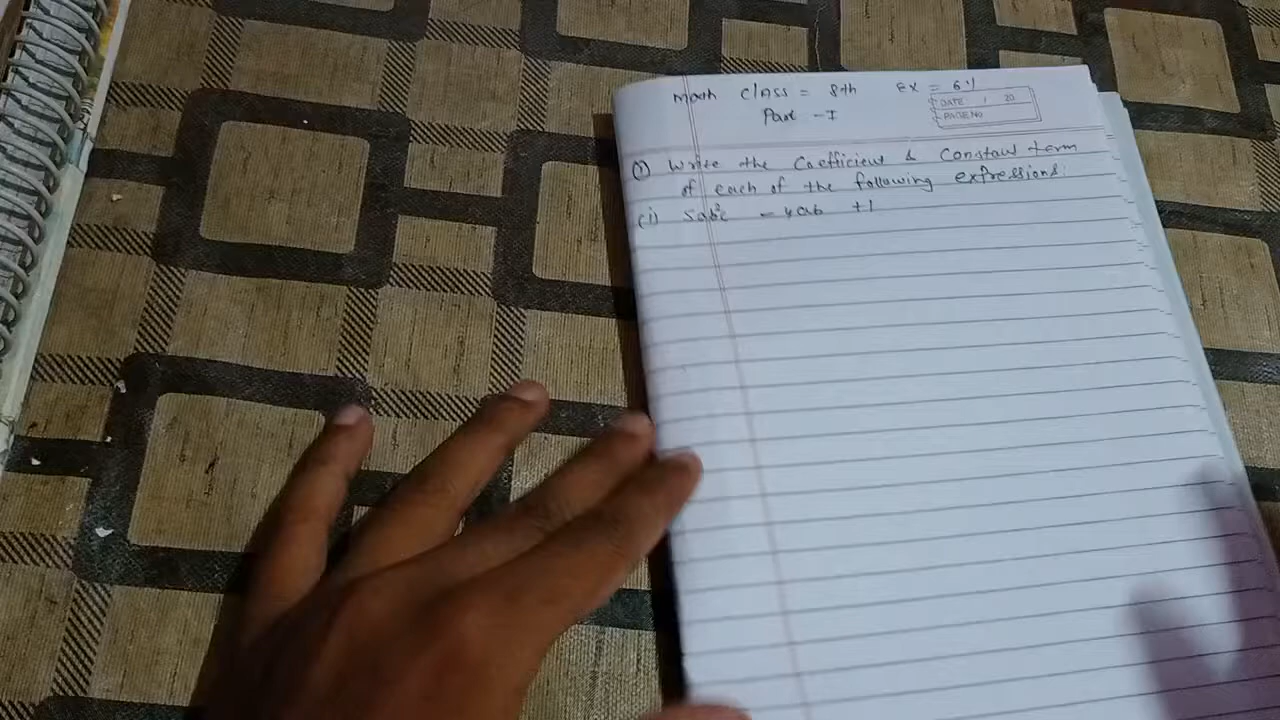 Math Class = 8th Ex = 6.1
Part - I
DATE / 20
PAGE NO
(1) Write the Coefficient & Constant term
of each of the following expressions:
(i) 5ab²c - 4ab + 1